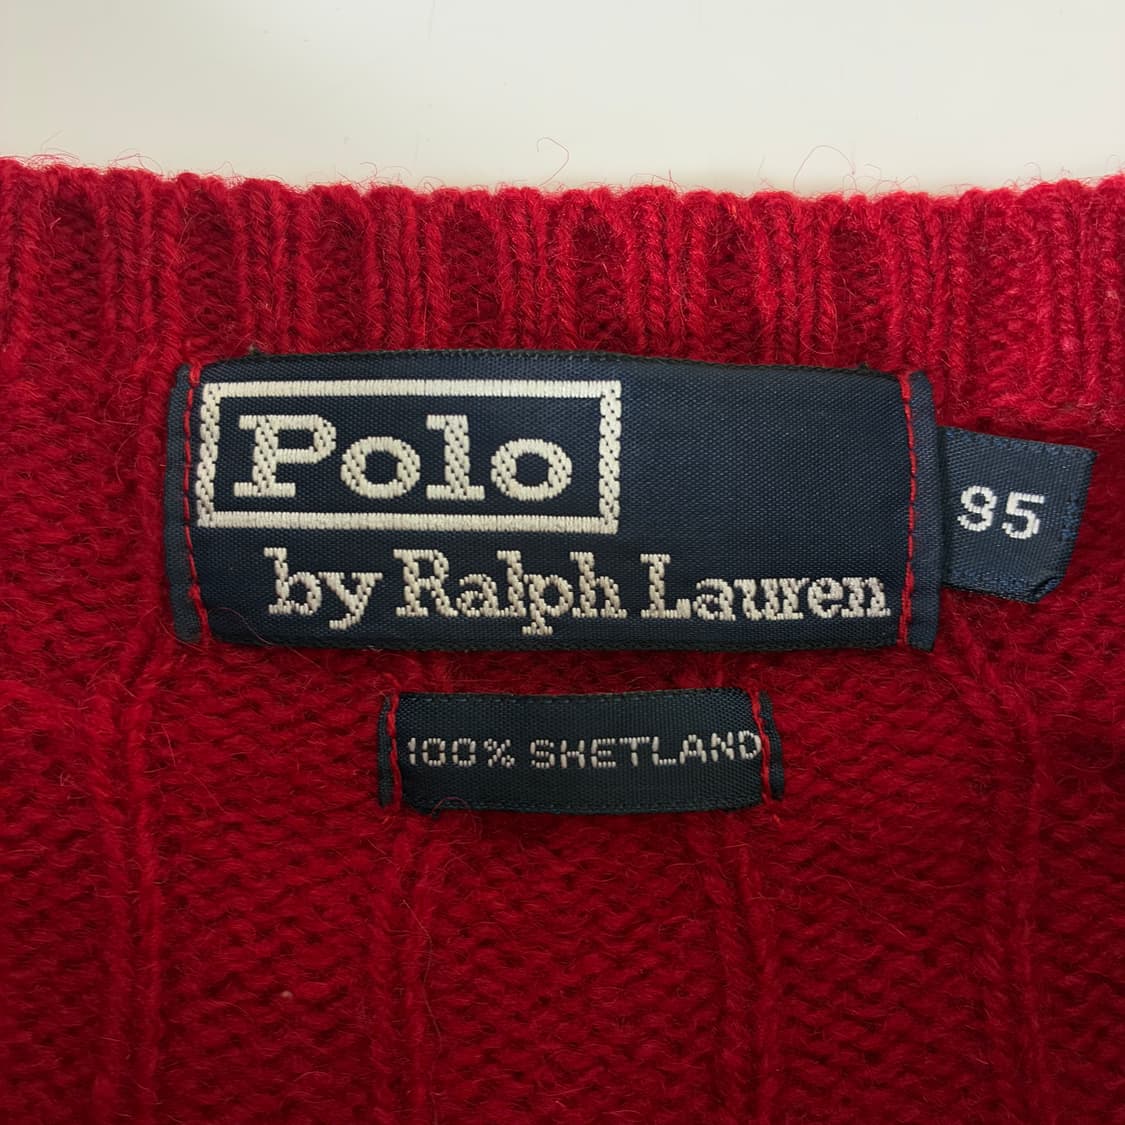 Polo
by Ralph Lauren
95
100% SHETLAND